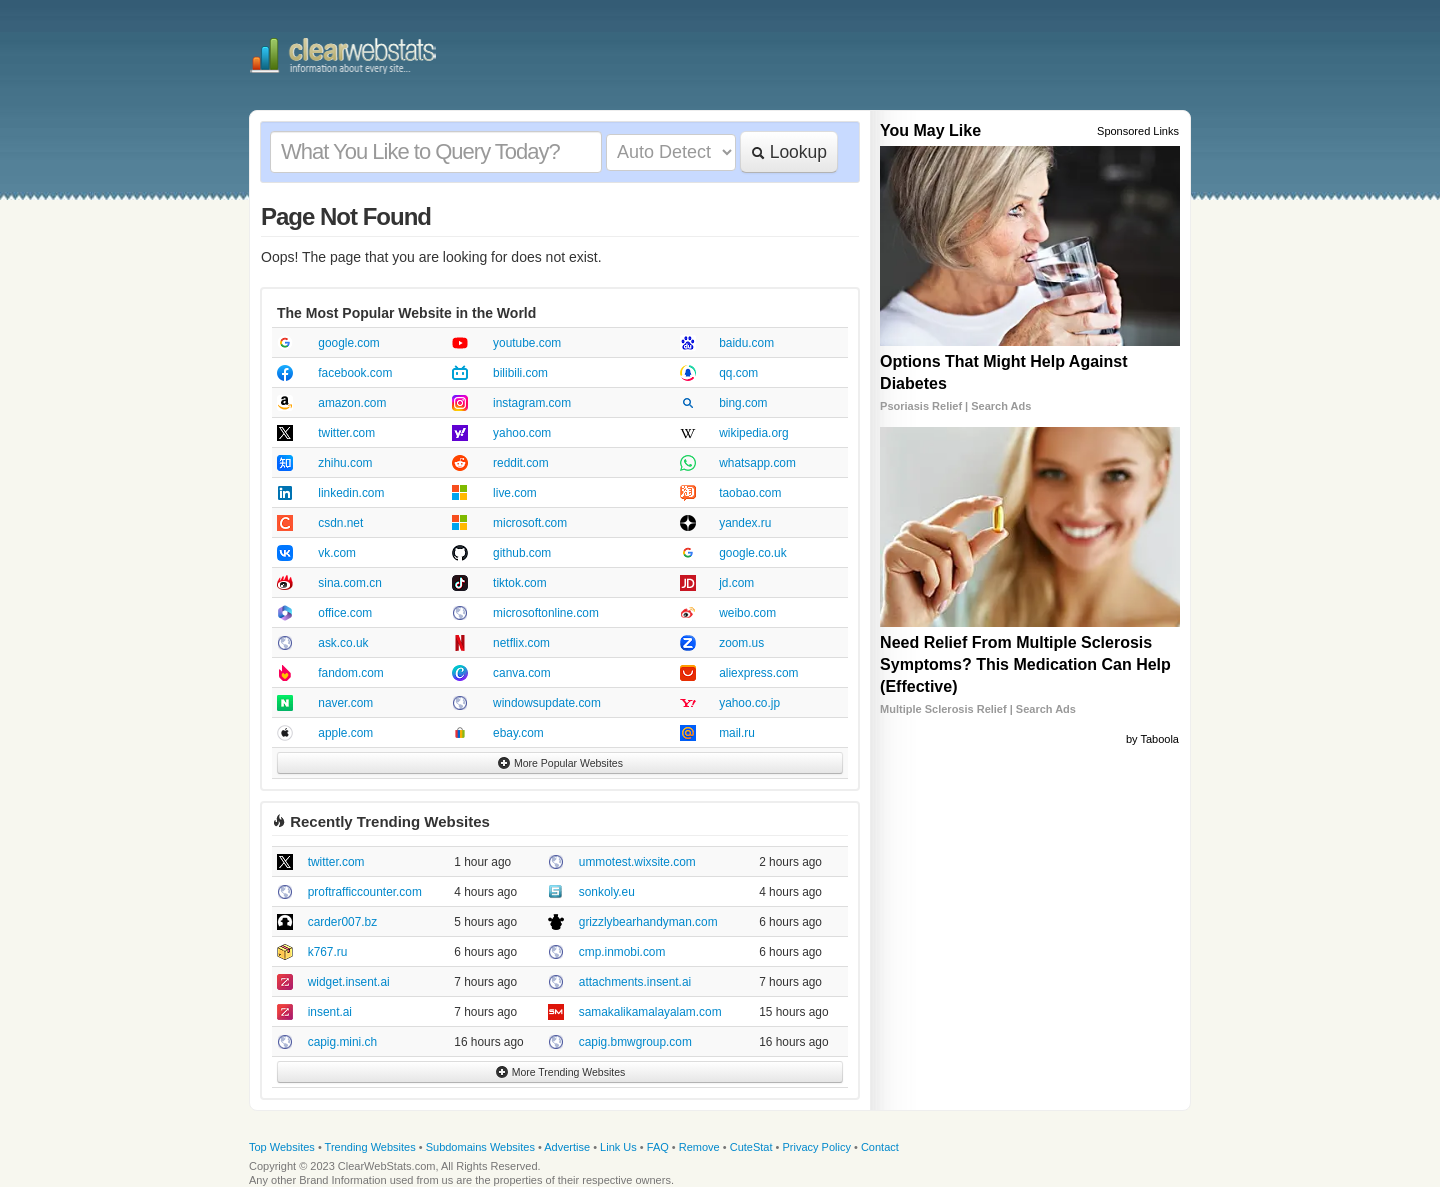 clearwebstats
information about every site...
What You Like to Query Today?
Auto Detect
Lookup
Page Not Found
Oops! The page that you are looking for does not exist.
The Most Popular Website in the World
google.com youtube.com baidu.com
facebook.com bilibili.com qq.com
amazon.com instagram.com bing.com
twitter.com yahoo.com wikipedia.org
zhihu.com reddit.com whatsapp.com
linkedin.com live.com taobao.com
csdn.net microsoft.com yandex.ru
vk.com github.com google.co.uk
sina.com.cn tiktok.com jd.com
office.com microsoftonline.com weibo.com
ask.co.uk netflix.com zoom.us
fandom.com canva.com aliexpress.com
naver.com windowsupdate.com yahoo.co.jp
apple.com ebay.com mail.ru
More Popular Websites
Recently Trending Websites
twitter.com 1 hour ago ummotest.wixsite.com 2 hours ago
proftrafficcounter.com 4 hours ago sonkoly.eu 4 hours ago
carder007.bz 5 hours ago grizzlybearhandyman.com 6 hours ago
k767.ru 6 hours ago cmp.inmobi.com 6 hours ago
widget.insent.ai 7 hours ago attachments.insent.ai 7 hours ago
insent.ai 7 hours ago samakalikamalayalam.com 15 hours ago
capig.mini.ch 16 hours ago capig.bmwgroup.com 16 hours ago
More Trending Websites
You May Like
Sponsored Links
Options That Might Help Against
Diabetes
Psoriasis Relief | Search Ads
Need Relief From Multiple Sclerosis
Symptoms? This Medication Can Help
(Effective)
Multiple Sclerosis Relief | Search Ads
by Taboola
Top Websites • Trending Websites • Subdomains Websites • Advertise • Link Us • FAQ • Remove • CuteStat • Privacy Policy • Contact
Copyright © 2023 ClearWebStats.com, All Rights Reserved.
Any other Brand Information used from us are the properties of their respective owners.